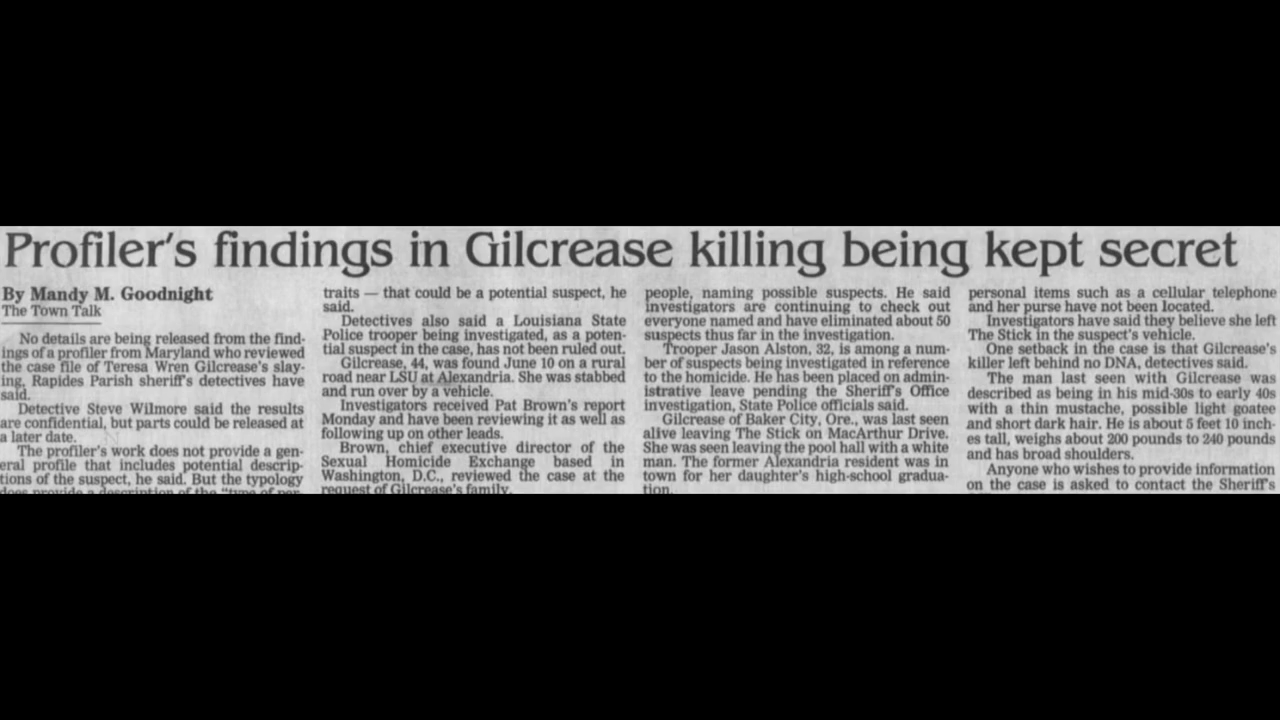 Profiler's findings in Gilcrease killing being kept secret
By Mandy M. Goodnight
The Town Talk
No details are being released from the find-
ings of a profiler from Maryland who reviewed
the case file of Teresa Wren Gilcrease's slay-
ing, Rapides Parish sheriff's detectives have
said.
Detective Steve Wilmore said the results
are confidential, but parts could be released at
a later date.
The profiler's work does not provide a gen-
eral profile that includes potential descrip-
tions of the suspect, he said. But the typology
does provide a description of the "type of per-
traits — that could be a potential suspect, he
said.
Detectives also said a Louisiana State
Police trooper being investigated, as a poten-
tial suspect in the case, has not been ruled out.
Gilcrease, 44, was found June 10 on a rural
road near LSU at Alexandria. She was stabbed
and run over by a vehicle.
Investigators received Pat Brown's report
Monday and have been reviewing it as well as
following up on other leads.
Brown, chief executive director of the
Sexual Homicide Exchange based in
Washington, D.C., reviewed the case at the
request of Gilcrease's family.
people, naming possible suspects. He said
investigators are continuing to check out
everyone named and have eliminated about 50
suspects thus far in the investigation.
Trooper Jason Alston, 32, is among a num-
ber of suspects being investigated in reference
to the homicide. He has been placed on admin-
istrative leave pending the Sheriff's Office
investigation, State Police officials said.
Gilcrease of Baker City, Ore., was last seen
alive leaving The Stick on MacArthur Drive.
She was seen leaving the pool hall with a white
man. The former Alexandria resident was in
town for her daughter's high-school gradua-
tion.
personal items such as a cellular telephone
and her purse have not been located.
Investigators have said they believe she left
The Stick in the suspect's vehicle.
One setback in the case is that Gilcrease's
killer left behind no DNA, detectives said.
The man last seen with Gilcrease was
described as being in his mid-30s to early 40s
with a thin mustache, possible light goatee
and short dark hair. He is about 5 feet 10 inch-
es tall, weighs about 200 pounds to 240 pounds
and has broad shoulders.
Anyone who wishes to provide information
on the case is asked to contact the Sheriff's